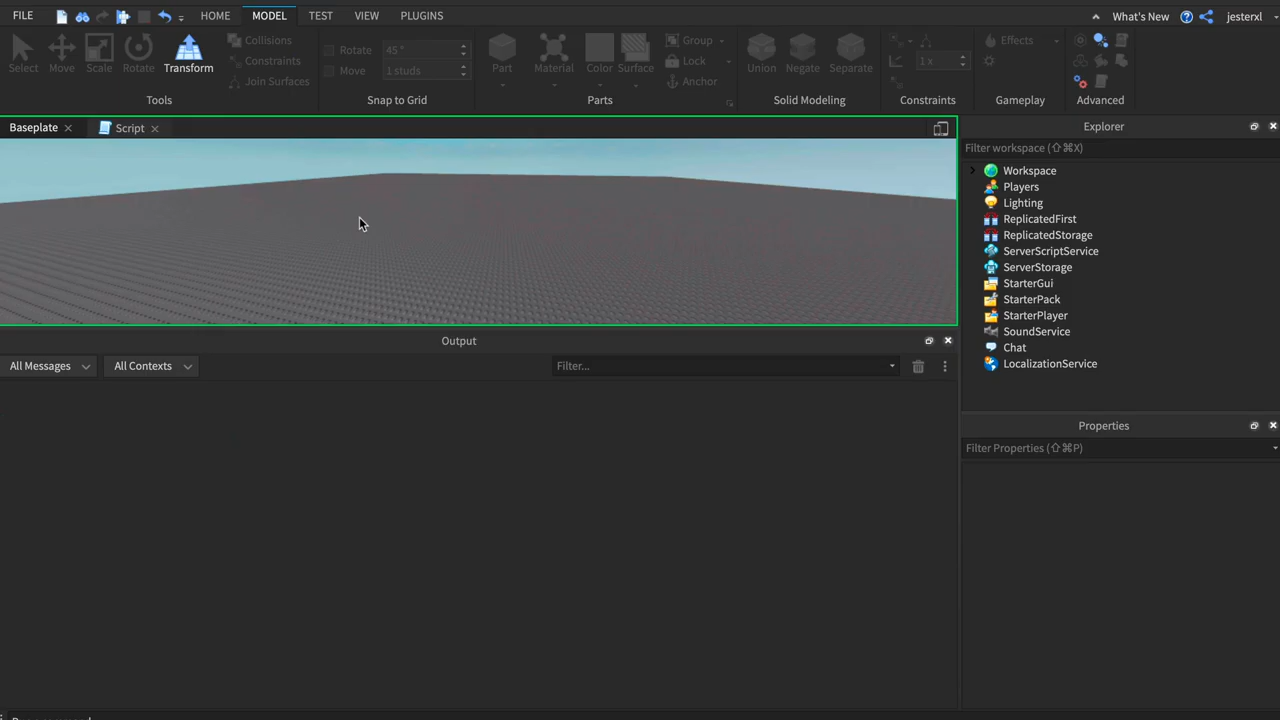 FILE HOME MODEL TEST VIEW PLUGINS What's New jesterxl
Select Move Scale Rotate Transform
Collisions
Constraints
Join Surfaces
Tools
Rotate 45 °
Move 1 studs
Snap to Grid
Part Material Color Surface
Group
Lock
Anchor
Parts
Union Negate Separate
Solid Modeling
1 x
Constraints
Effects
Gameplay
Advanced
Baseplate Script
Output
All Messages All Contexts Filter...
Explorer
Filter workspace (⇧⌘X)
Workspace
Players
Lighting
ReplicatedFirst
ReplicatedStorage
ServerScriptService
ServerStorage
StarterGui
StarterPack
StarterPlayer
SoundService
Chat
LocalizationService
Properties
Filter Properties (⇧⌘P)